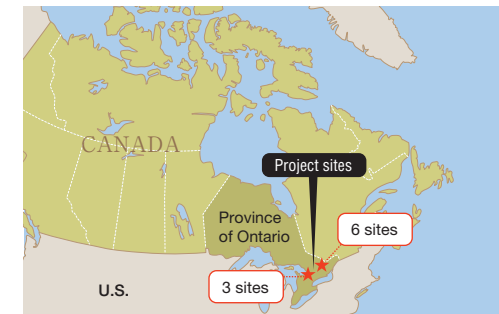 CANADA
Project sites
Province
of Ontario
6 sites
3 sites
U.S.